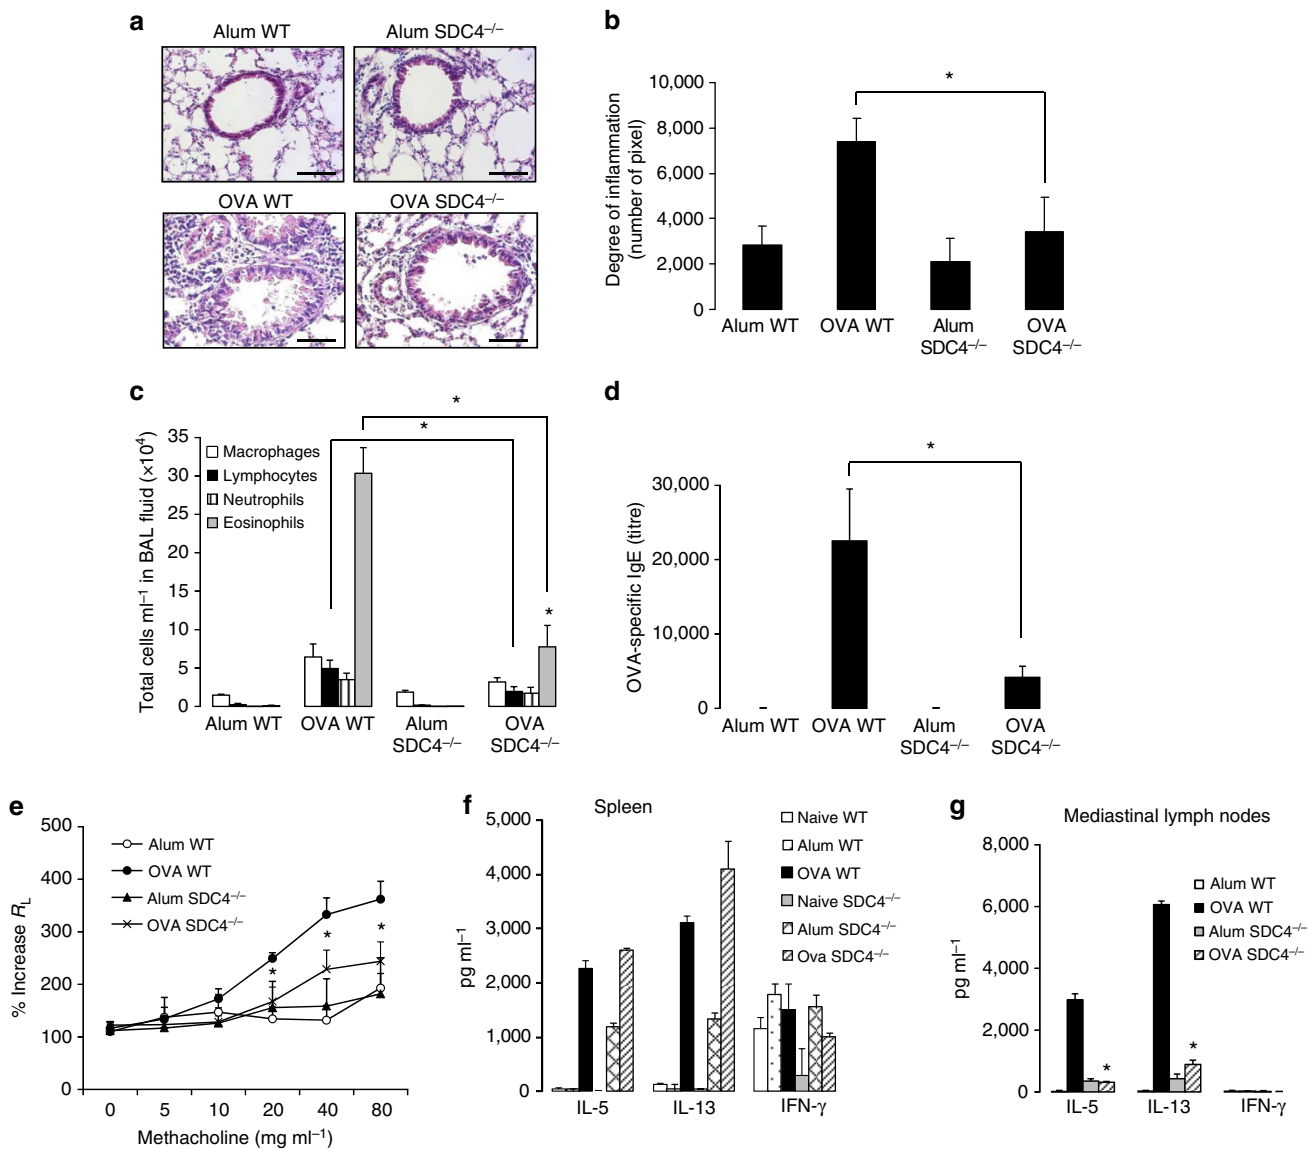 a
Alum WT
Alum SDC4–/–
OVA WT
OVA SDC4–/–
b
Degree of inflammation
(number of pixel)
10,000
8,000
6,000
4,000
2,000
0
*
Alum WT
OVA WT
Alum
SDC4–/–
OVA
SDC4–/–
c
Total cells ml–1 in BAL fluid (×104)
35
30
25
20
15
10
5
0
Macrophages
Lymphocytes
Neutrophils
Eosinophils
*
*
*
Alum WT
OVA WT
Alum
SDC4–/–
OVA
SDC4–/–
d
OVA-specific IgE (titre)
30,000
20,000
10,000
0
*
Alum WT
OVA WT
Alum
SDC4–/–
OVA
SDC4–/–
e
% Increase RL
500
400
300
200
100
0
Alum WT
OVA WT
Alum SDC4–/–
OVA SDC4–/–
*
*
*
0 5 10 20 40 80
Methacholine (mg ml–1)
f
Spleen
pg ml–1
5,000
4,000
3,000
2,000
1,000
0
Naive WT
Alum WT
OVA WT
Naive SDC4–/–
Alum SDC4–/–
Ova SDC4–/–
IL-5 IL-13 IFN-γ
g
Mediastinal lymph nodes
pg ml–1
8,000
6,000
4,000
2,000
0
Alum WT
OVA WT
Alum SDC4–/–
OVA SDC4–/–
*
*
IL-5 IL-13 IFN-γ